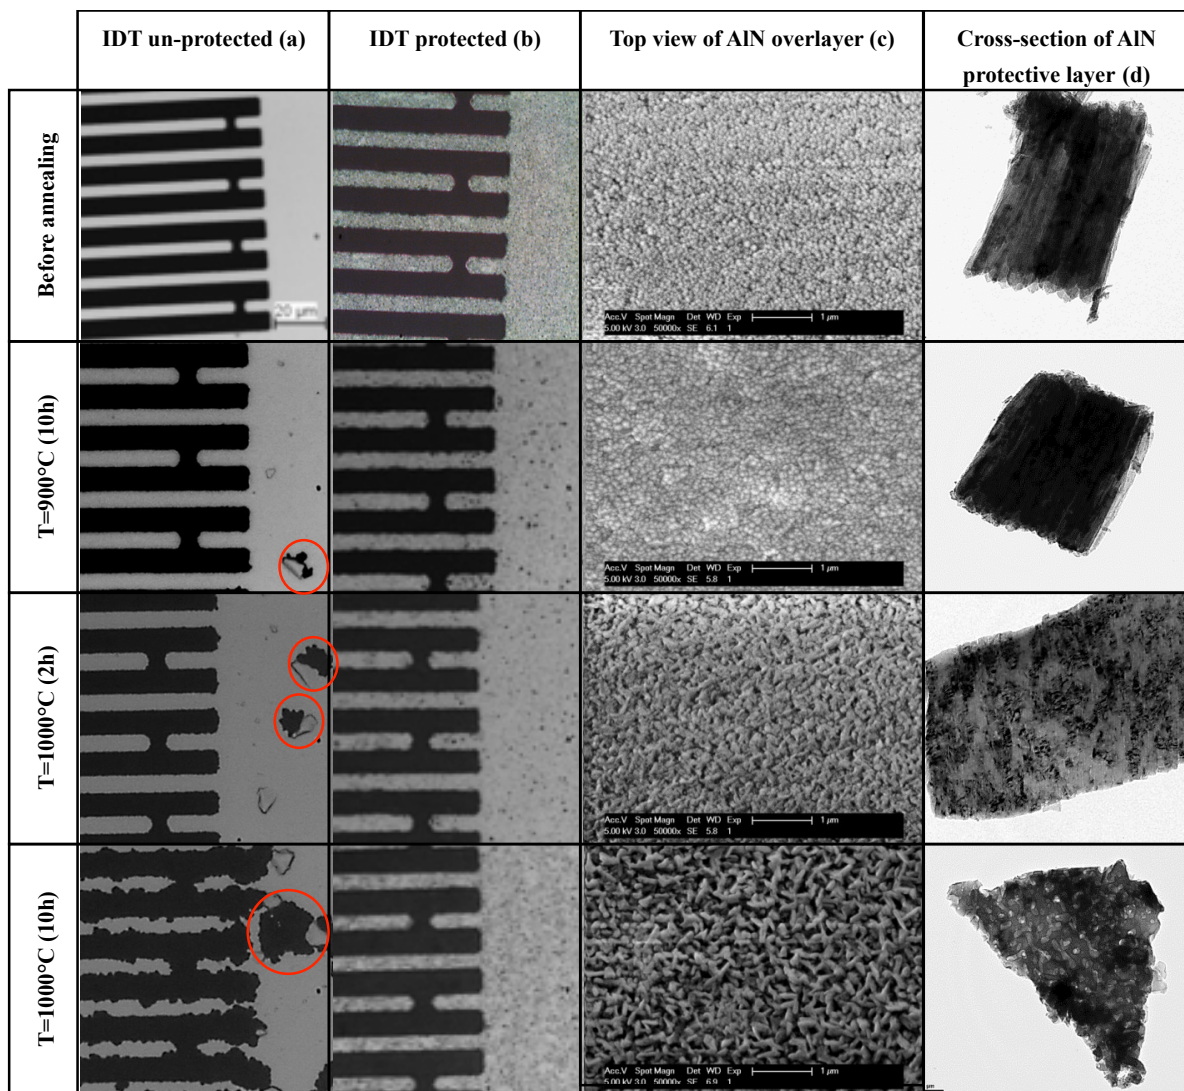 IDT un-protected (a)
IDT protected (b)
Top view of AlN overlayer (c)
Cross-section of AlN
protective layer (d)
Before annealing
20 µm
Acc.V Spot Magn Det WD Exp 1 µm
5.00 kV 3.0 50000x SE 6.1 1
T=900°C (10h)
Acc.V Spot Magn Det WD Exp 1 µm
5.00 kV 3.0 50000x SE 5.8 1
T=1000°C (2h)
Acc.V Spot Magn Det WD Exp 1 µm
5.00 kV 3.0 50000x SE 5.8 1
T=1000°C (10h)
Acc.V Spot Magn Det WD Exp 1 µm
5.00 kV 3.0 50000x SE 6.9 1
µm